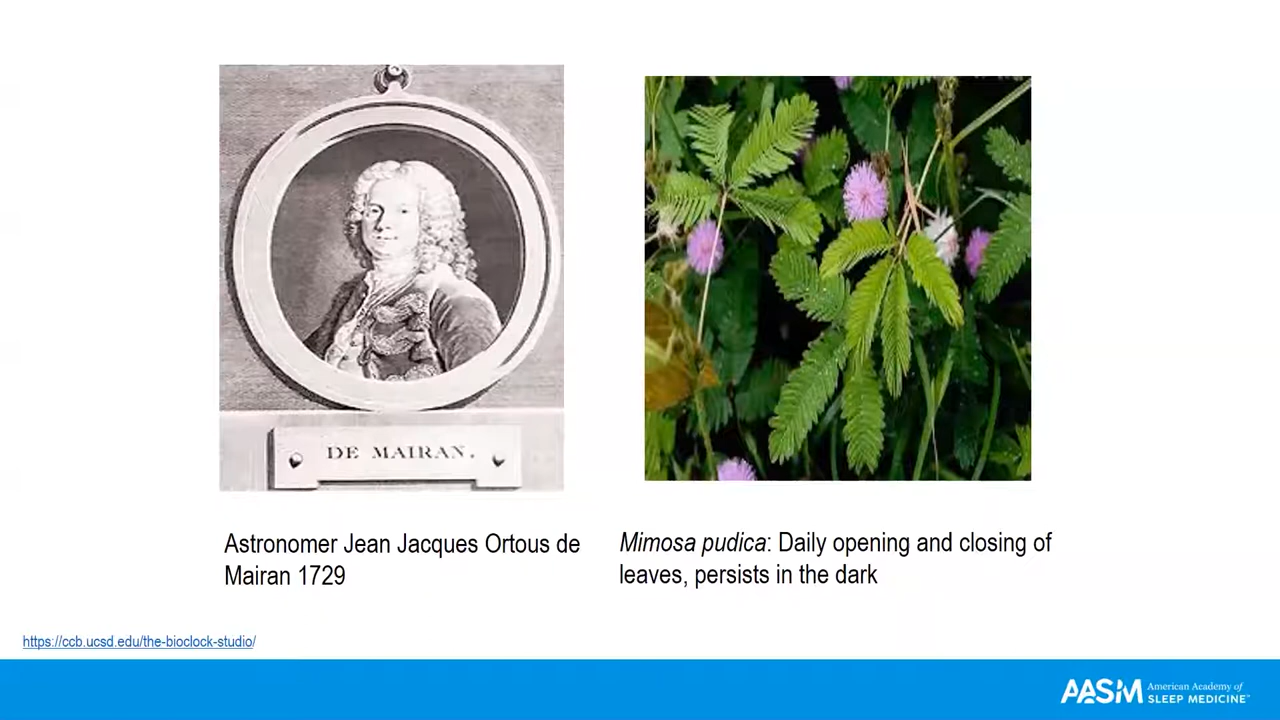 DE MAIRAN.
Astronomer Jean Jacques Ortous de
Mairan 1729
Mimosa pudica: Daily opening and closing of
leaves, persists in the dark
https://ccb.ucsd.edu/the-bioclock-studio/
AASM American Academy of
SLEEP MEDICINE™